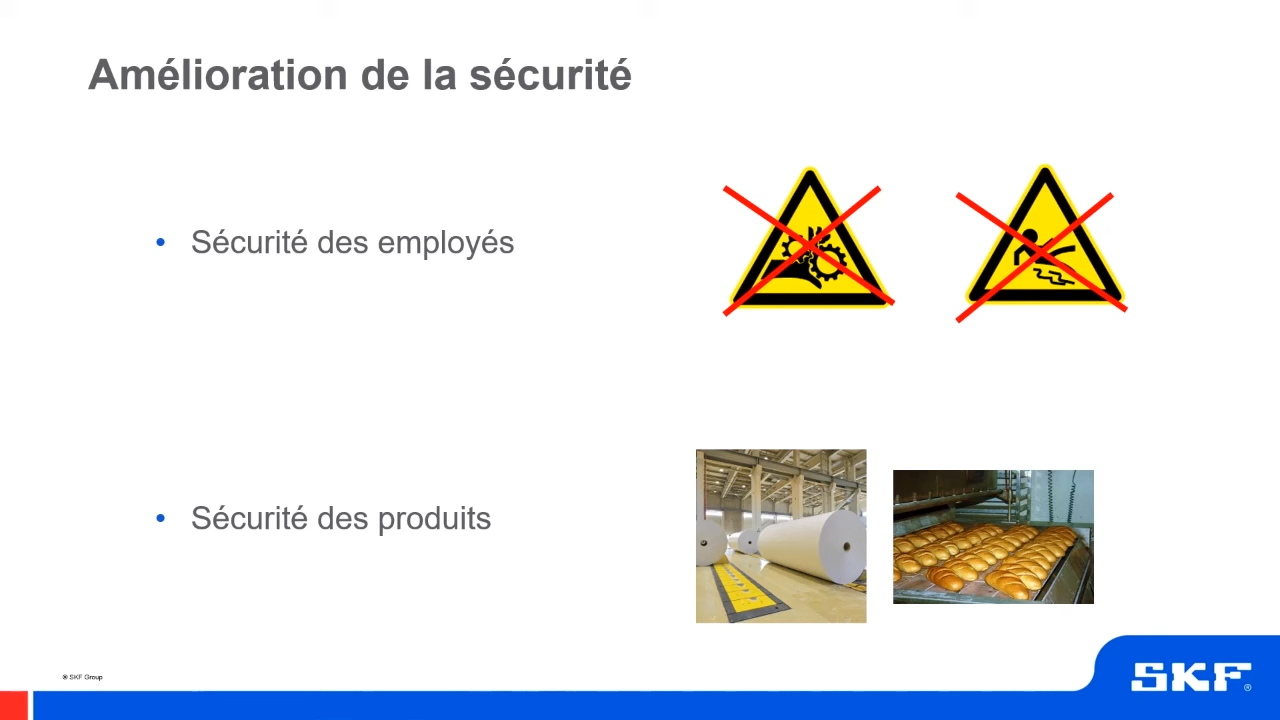 Amélioration de la sécurité
• Sécurité des employés
• Sécurité des produits
© SKF Group
SKF®